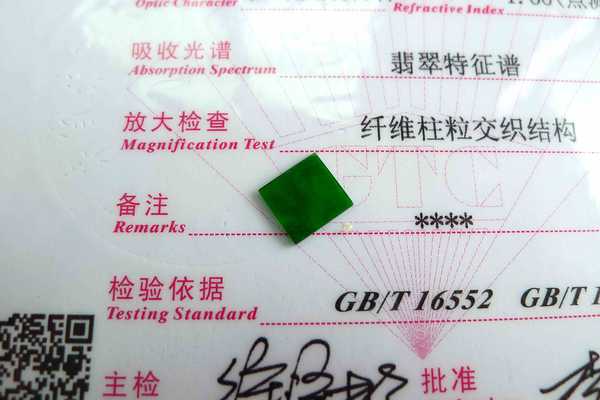 Optic Character
Refractive Index
吸收光谱 翡翠特征谱
Absorption Spectrum
放大检查 纤维柱粒交织结构
Magnification Test
备注 ****
Remarks
检验依据 GB/T 16552 GB/T
Testing Standard
主检 批准